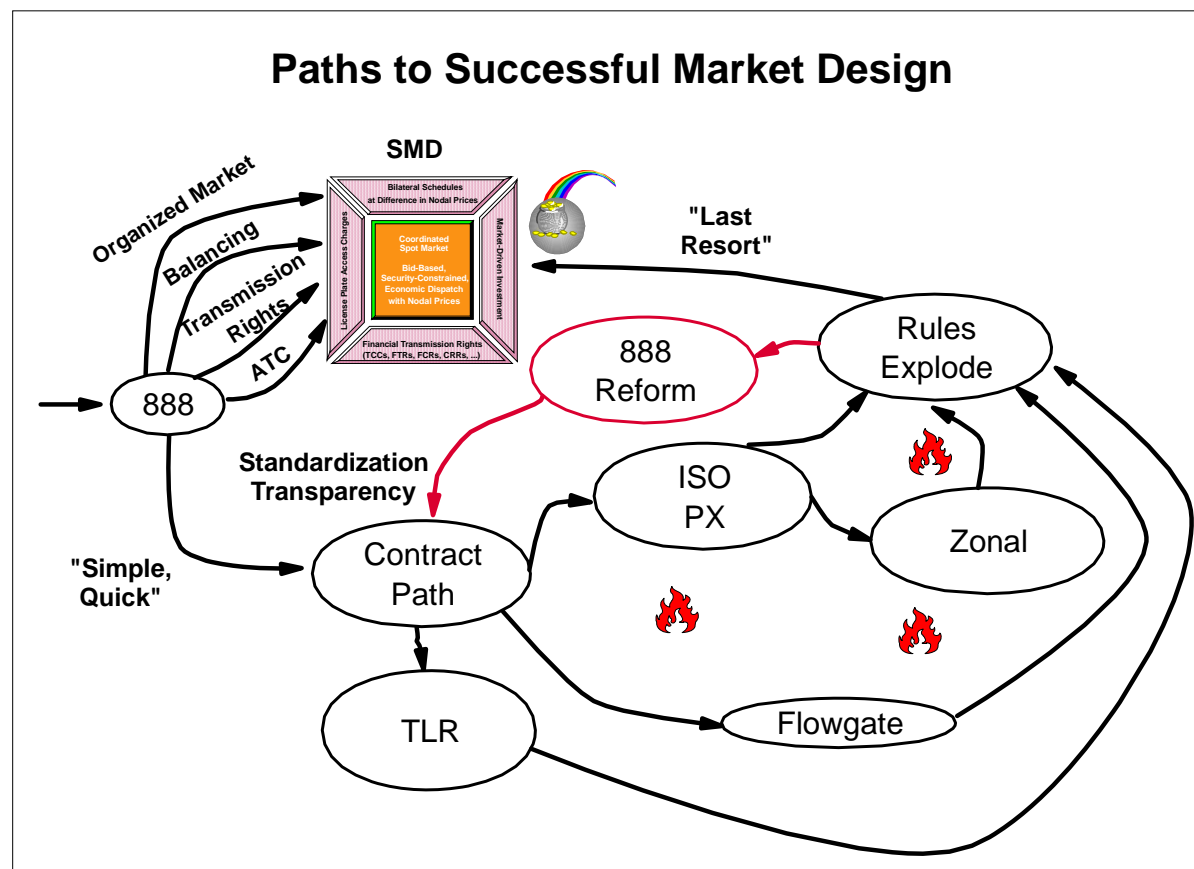 Paths to Successful Market Design
SMD
Organized Market
Balancing
Transmission
Rights
ATC
Bilateral Schedules
at Difference in Nodal Prices
License Plate Access Charges
Coordinated
Spot Market
Bid-Based,
Security-Constrained,
Economic Dispatch
with Nodal Prices
Market-Driven Investment
Financial Transmission Rights
(TCCs, FTRs, FCRs, CRRs, ...)
"Last
Resort"
Rules
Explode
888
Reform
888
Standardization
Transparency
ISO
PX
Zonal
Contract
Path
"Simple,
Quick"
TLR
Flowgate